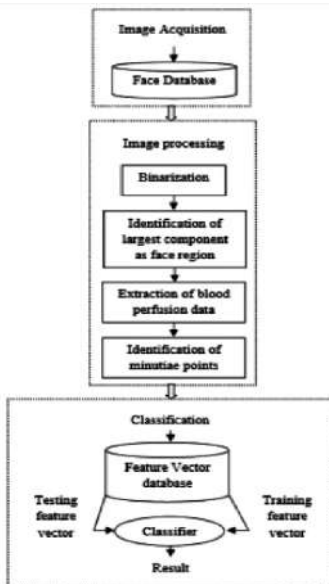 Image Acquisition
Face Database
Image processing
Binarization
Identification of
largest component
as face region
Extraction of blood
perfusion data
Identification of
minutiae points
Classification
Feature Vector
database
Testing
feature
vector
Training
feature
vector
Classifier
Result